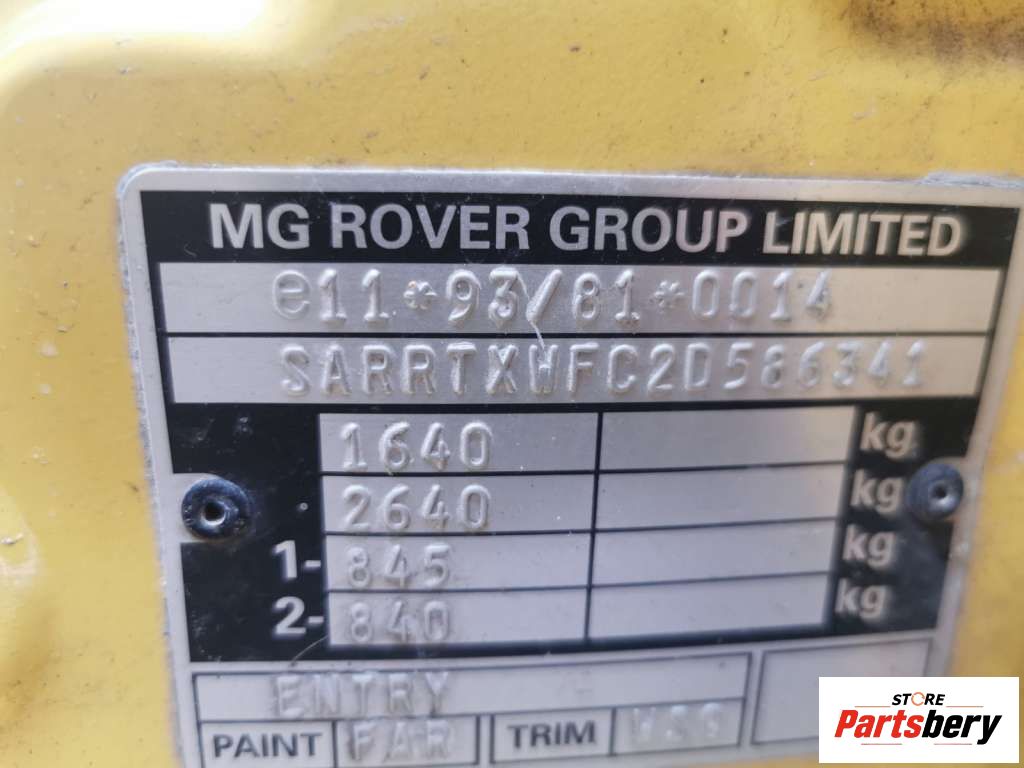 MG ROVER GROUP LIMITED
e11*93/81*0014
SARRTXWFC2D586341
1640 kg
2640 kg
1- 845 kg
2- 840 kg
ENTRY -
PAINT FAR TRIM
STORE
Partsbery